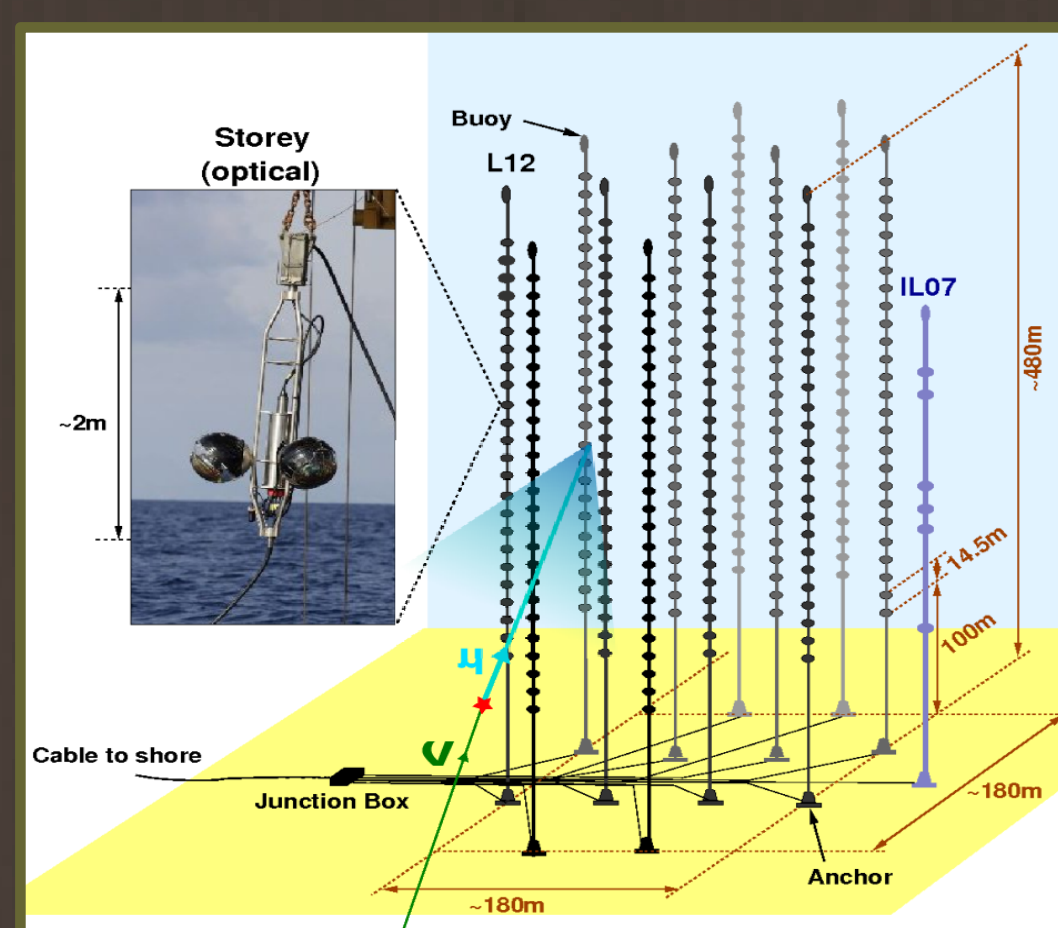 Storey
(optical)
Buoy
L12
IL07
~2m
~480m
14.5m
100m
μ
ν
Cable to shore
Junction Box
~180m
Anchor
~180m